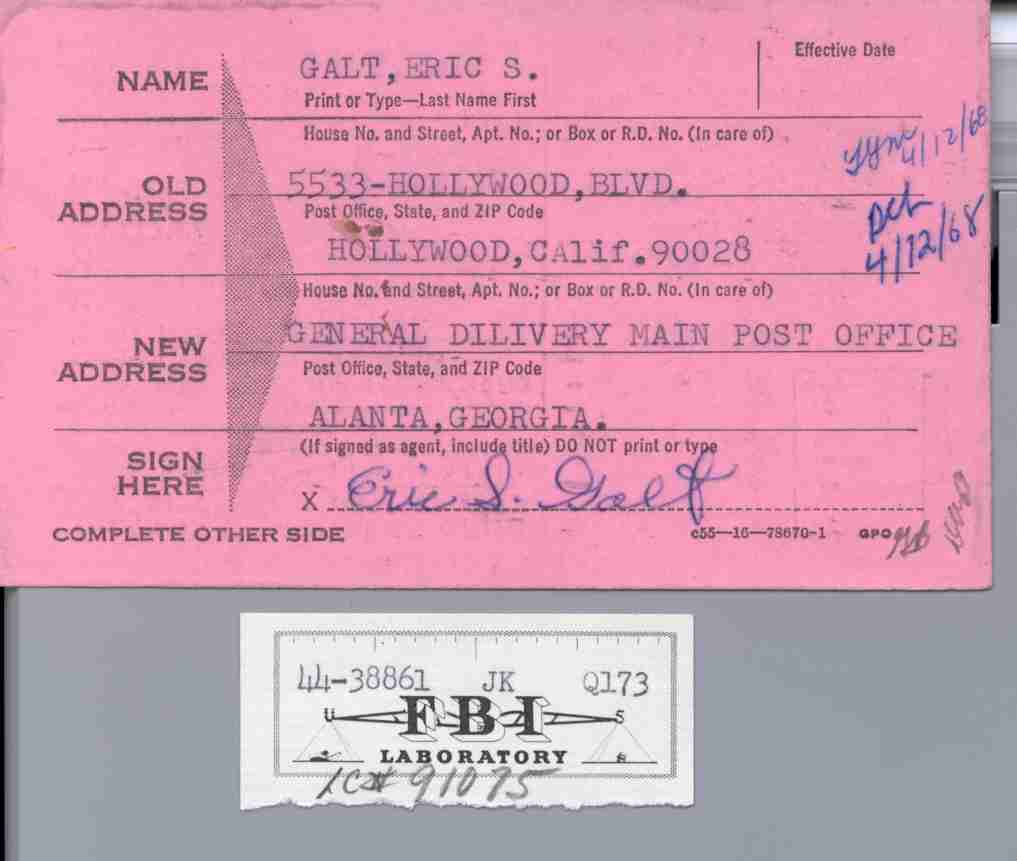 NAME
GALT, ERIC S.
Effective Date
Print or Type—Last Name First
House No. and Street, Apt. No.; or Box or R.D. No. (In care of)
OLD ADDRESS
5533-HOLLYWOOD, BLVD.
4/12/68
Post Office, State, and ZIP Code
HOLLYWOOD, CAlif. 90028
4/12/68
House No. and Street, Apt. No.; or Box or R.D. No. (In care of)
NEW ADDRESS
GENERAL DILIVERY MAIN POST OFFICE
Post Office, State, and ZIP Code
ALANTA, GEORGIA.
(If signed as agent, include title) DO NOT print or type
SIGN HERE
X Eric S. Galt
COMPLETE OTHER SIDE
c55—16—78670-1 GPO
44-38861 JK Q173
U FBI S
LABORATORY
91075